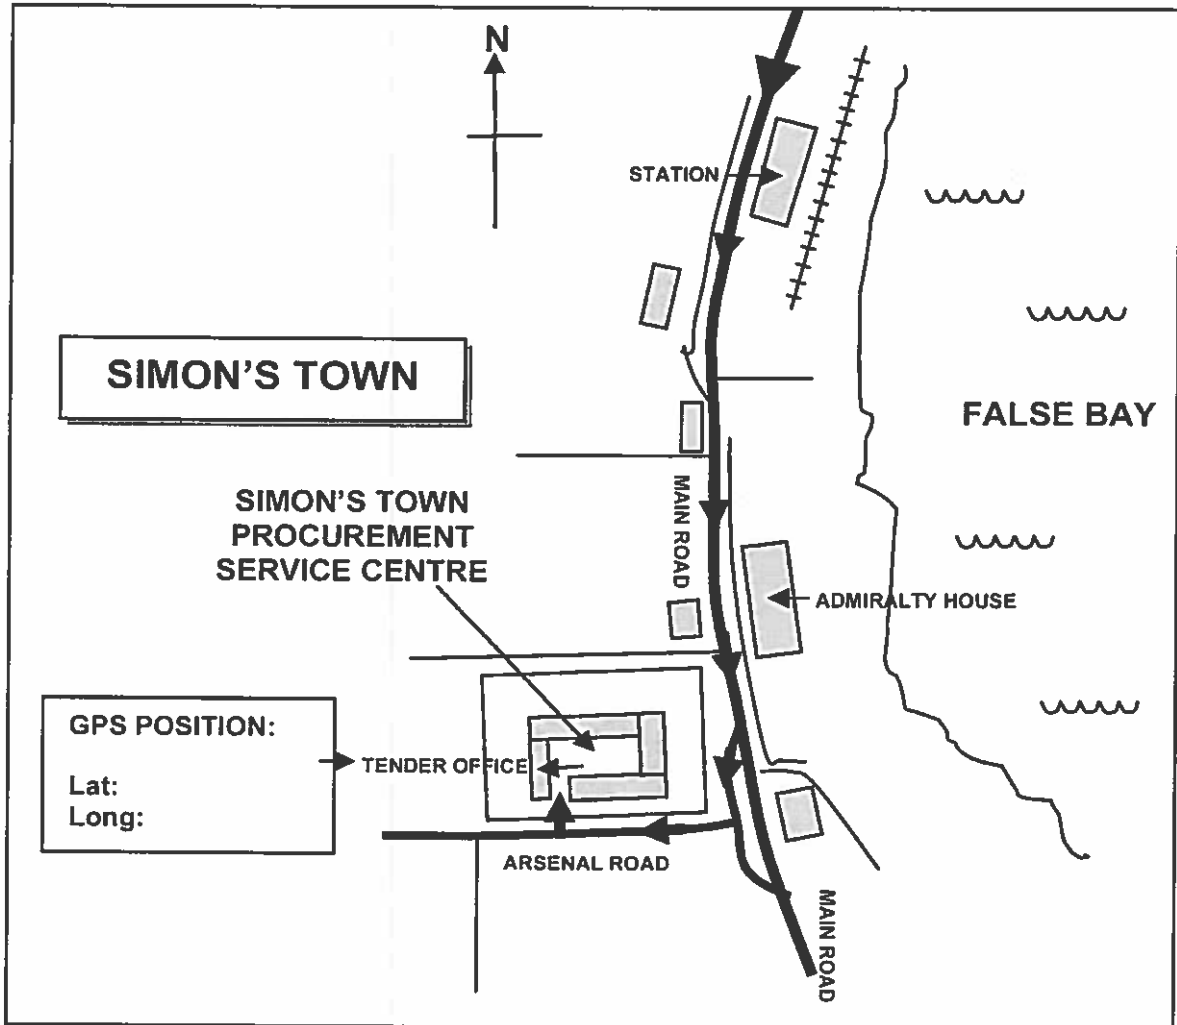 N
STATION
SIMON'S TOWN
FALSE BAY
SIMON'S TOWN
PROCUREMENT
SERVICE CENTRE
MAIN ROAD
ADMIRALTY HOUSE
GPS POSITION:
Lat:
Long:
TENDER OFFICE
ARSENAL ROAD
MAIN ROAD